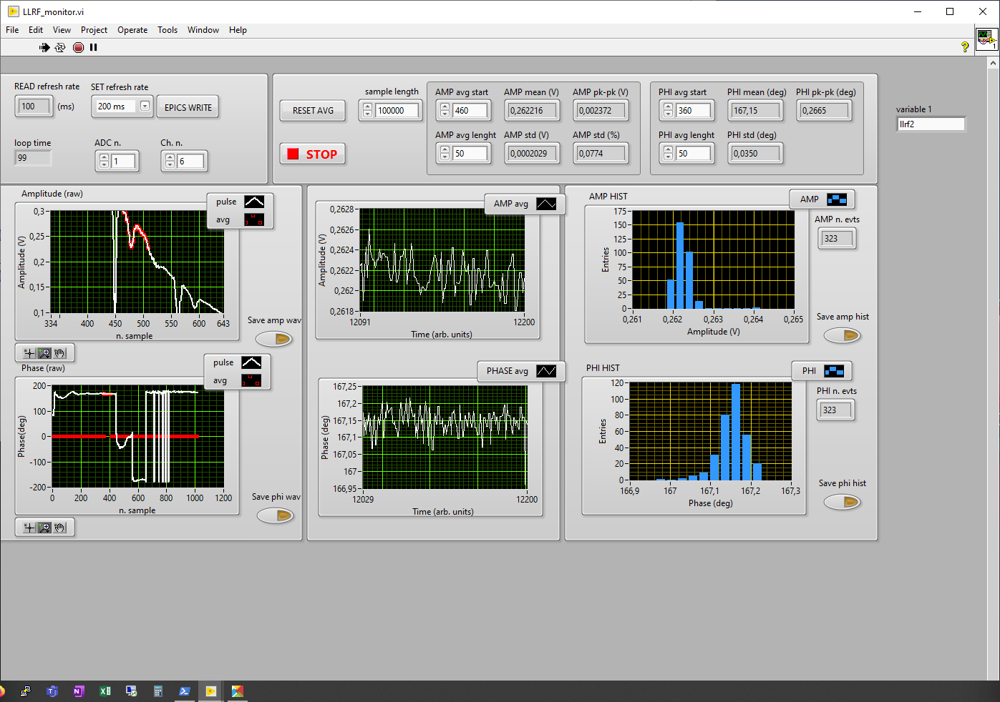 LLRF_monitor.vi
File Edit View Project Operate Tools Window Help
1
READ refresh rate
100 (ms)
SET refresh rate
200 ms
EPICS WRITE
loop time
99
ADC n.
1
Ch. n.
6
RESET AVG
STOP
sample length
100000
AMP avg start
460
AMP mean (V)
0,262216
AMP pk-pk (V)
0,002372
AMP avg lenght
50
AMP std (V)
0,0002029
AMP std (%)
0,0774
PHI avg start
360
PHI mean (deg)
167,15
PHI pk-pk (deg)
0,2665
PHI avg lenght
50
PHI std (deg)
0,0350
variable 1
llrf2
Amplitude (raw)
pulse
avg
0,3
0,25
0,2
0,15
0,1
Amplitude (V)
334 400 450 500 550 600 643
n. sample
Save amp wav
Phase (raw)
pulse
avg
200
100
0
-100
-200
Phase(deg)
0 200 400 600 800 1000 1200
n. sample
Save phi wav
AMP avg
0,2628
0,2626
0,2624
0,2622
0,262
0,2618
Amplitude (V)
12091 12200
Time (arb. units)
PHASE avg
167,25
167,2
167,15
167,1
167,05
167
166,95
Phase (deg)
12029 12200
Time (arb. units)
AMP HIST
AMP
175
150
125
100
75
50
25
0
Entries
0,261 0,262 0,263 0,264 0,265
Amplitude (V)
AMP n. evts
323
Save amp hist
PHI HIST
PHI
120
100
80
60
40
20
0
Entries
166,9 167 167,1 167,2 167,3
Phase (deg)
PHI n. evts
323
Save phi hist